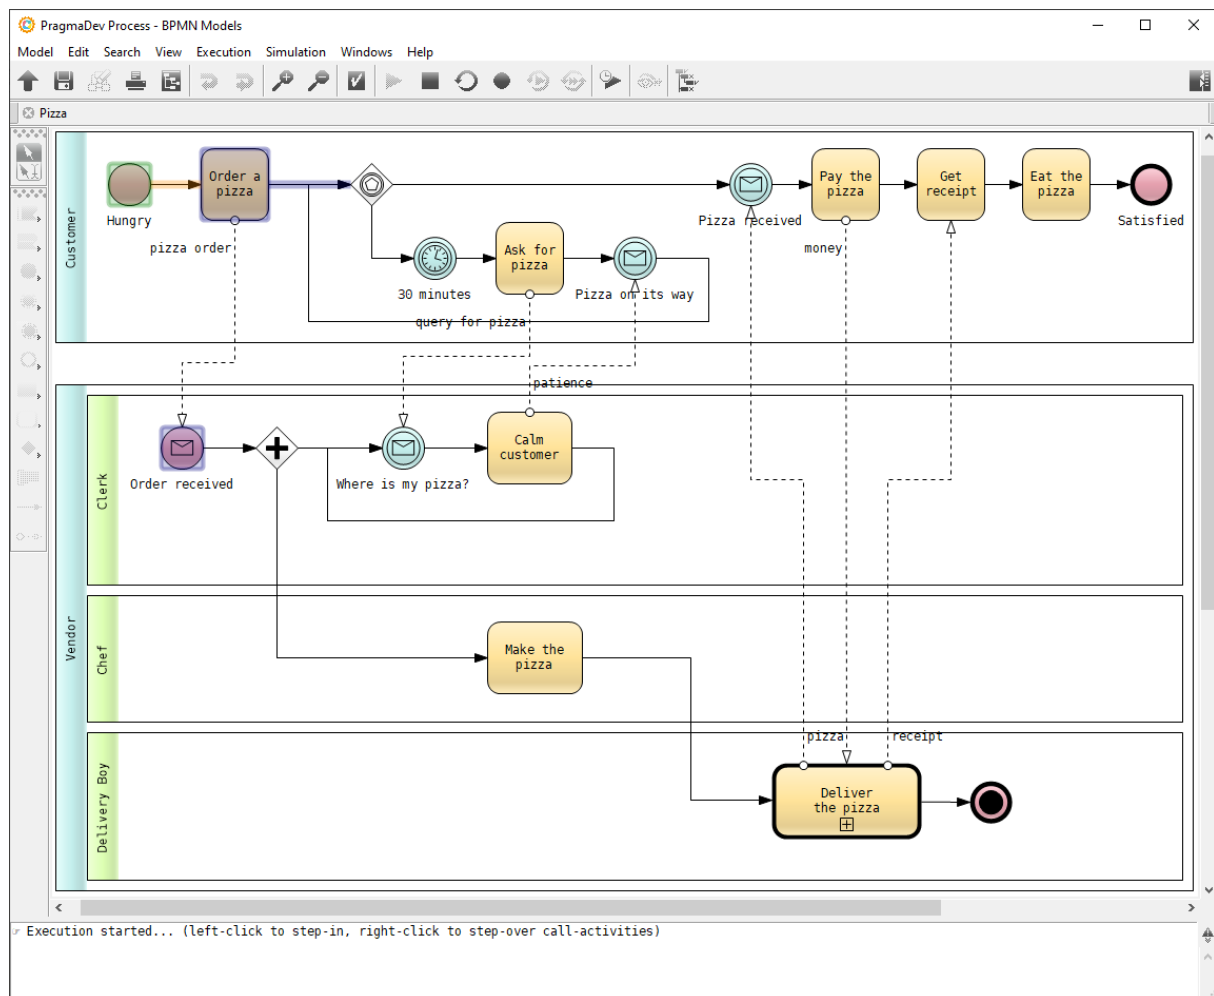 PragmaDev Process - BPMN Models
Model Edit Search View Execution Simulation Windows Help
Pizza
Customer
Hungry
Order a
pizza
pizza order
30 minutes
Ask for
pizza
Pizza on its way
query for pizza
Pizza received
Pay the
pizza
money
Get
receipt
Eat the
pizza
Satisfied
patience
Vendor
Clerk
Order received
Where is my pizza?
Calm
customer
Chef
Make the
pizza
Delivery Boy
pizza
receipt
Deliver
the pizza
Execution started... (left-click to step-in, right-click to step-over call-activities)